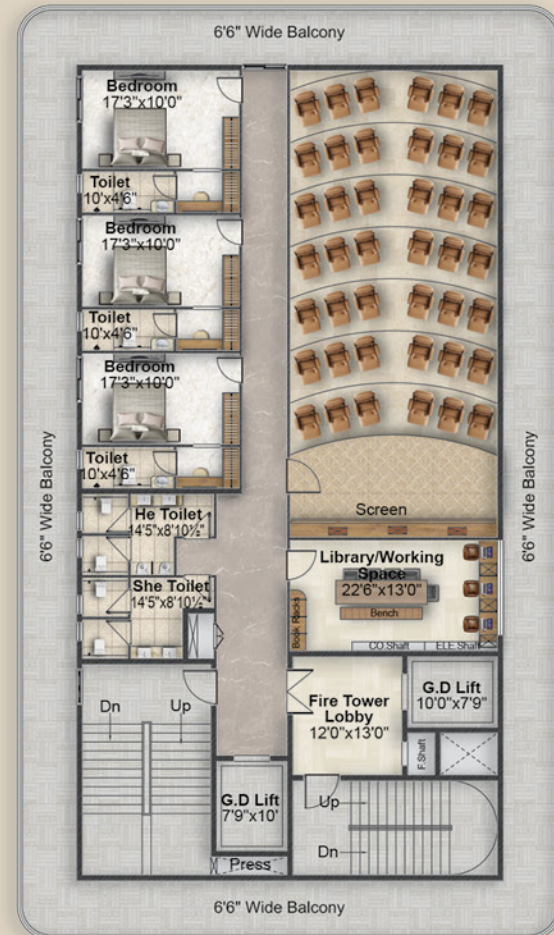 6'6" Wide Balcony
Bedroom
17'3"x10'0"
Toilet
10'x4'6"
Bedroom
17'3"x10'0"
Toilet
10'x4'6"
Bedroom
17'3"x10'0"
Toilet
10'x4'6"
6'6" Wide Balcony
6'6" Wide Balcony
Screen
He Toilet
14'5"x8'10½"
Library/Working
Space
22'6"x13'0"
She Toilet
14'5"x8'10½"
Book Racks
Bench
CO.Shaft
ELE.Shaft
Dn
Up
Fire Tower
Lobby
12'0"x13'0"
G.D Lift
10'0"x7'9"
F.Shaft
G.D Lift
7'9"x10'
Up
Dn
Press
6'6" Wide Balcony